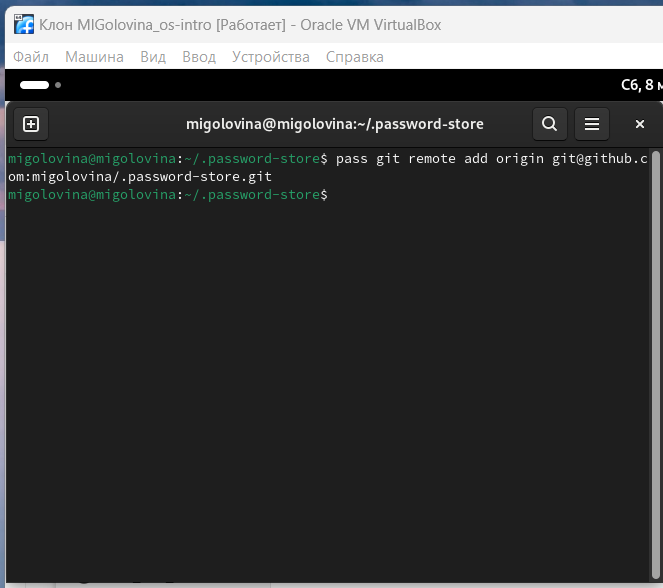 Клон MIGolovina_os-intro [Работает] - Oracle VM VirtualBox
Файл Машина Вид Ввод Устройства Справка
Сб, 8 м
migolovina@migolovina:~/.password-store
migolovina@migolovina:~/.password-store$ pass git remote add origin git@github.c
om:migolovina/.password-store.git
migolovina@migolovina:~/.password-store$